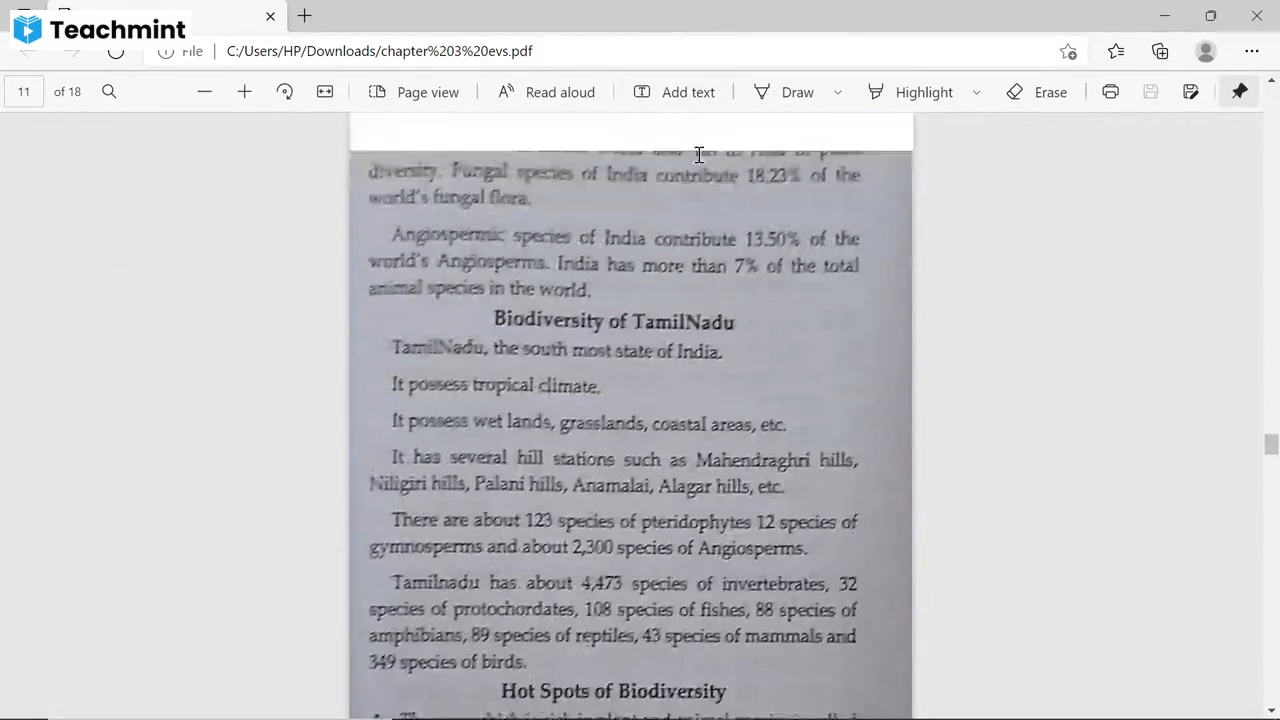 Teachmint
File C:/Users/HP/Downloads/chapter%203%20evs.pdf
11 of 18 Page view Read aloud Add text Draw Highlight Erase
diversity. Fungal species of India contribute 18.23% of the
world's fungal flora.
Angiospermic species of India contribute 13.50% of the
world's Angiosperms. India has more than 7% of the total
animal species in the world.
Biodiversity of TamilNadu
TamilNadu, the south most state of India.
It possess tropical climate.
It possess wet lands, grasslands, coastal areas, etc.
It has several hill stations such as Mahendraghri hills,
Niligiri hills, Palani hills, Anamalai, Alagar hills, etc.
There are about 123 species of pteridophytes 12 species of
gymnosperms and about 2,300 species of Angiosperms.
Tamilnadu has about 4,473 species of invertebrates, 32
species of protochordates, 108 species of fishes, 88 species of
amphibians, 89 species of reptiles, 43 species of mammals and
349 species of birds.
Hot Spots of Biodiversity